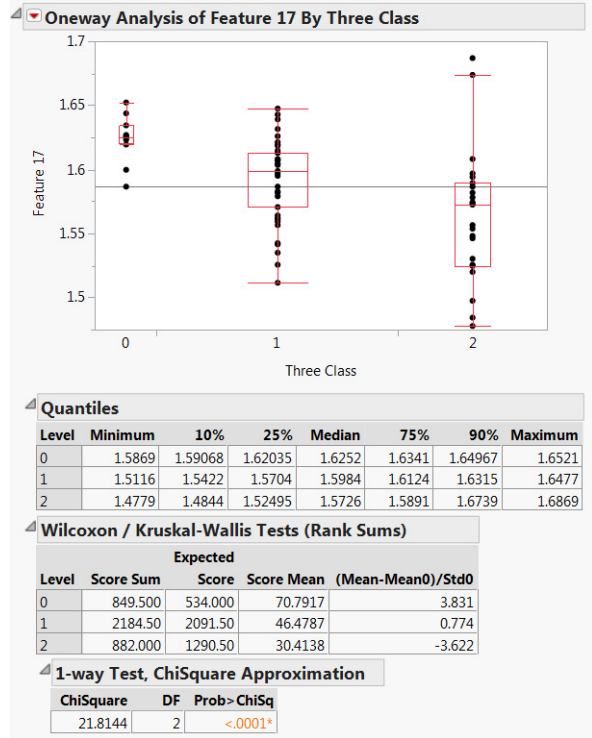 Oneway Analysis of Feature 17 By Three Class
1.7
1.65
1.6
1.55
1.5
Feature 17
0 1 2
Three Class
Quantiles
Level Minimum 10% 25% Median 75% 90% Maximum
0 1.5869 1.59068 1.62035 1.6252 1.6341 1.64967 1.6521
1 1.5116 1.5422 1.5704 1.5984 1.6124 1.6315 1.6477
2 1.4779 1.4844 1.52495 1.5726 1.5891 1.6739 1.6869
Wilcoxon / Kruskal-Wallis Tests (Rank Sums)
Expected
Level Score Sum Score Score Mean (Mean-Mean0)/Std0
0 849.500 534.000 70.7917 3.831
1 2184.50 2091.50 46.4787 0.774
2 882.000 1290.50 30.4138 -3.622
1-way Test, ChiSquare Approximation
ChiSquare DF Prob>ChiSq
21.8144 2 <.0001*